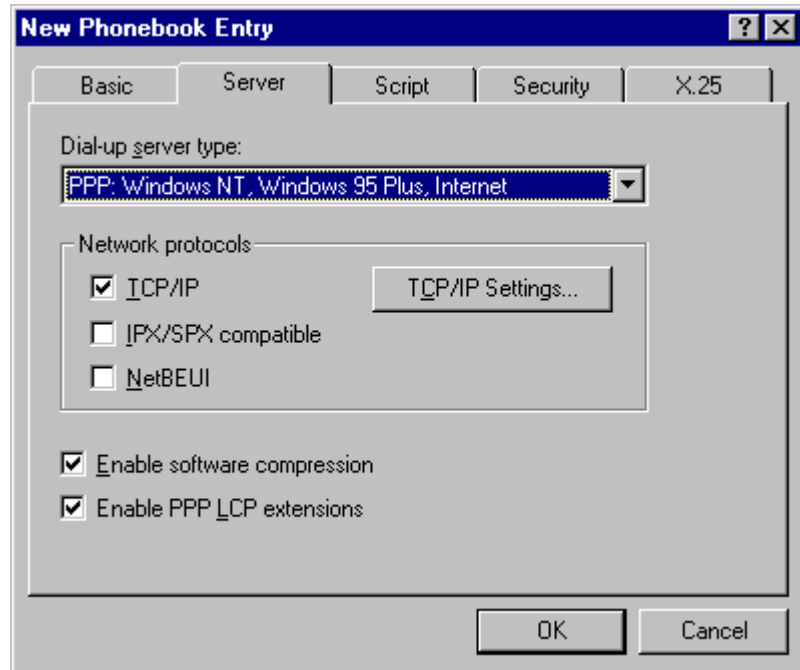 New Phonebook Entry ?
Basic Server Script Security X.25
Dial-up server type:
PPP: Windows NT, Windows 95 Plus, Internet
Network protocols
TCP/IP TCP/IP Settings...
IPX/SPX compatible
NetBEUI
Enable software compression
Enable PPP LCP extensions
OK Cancel